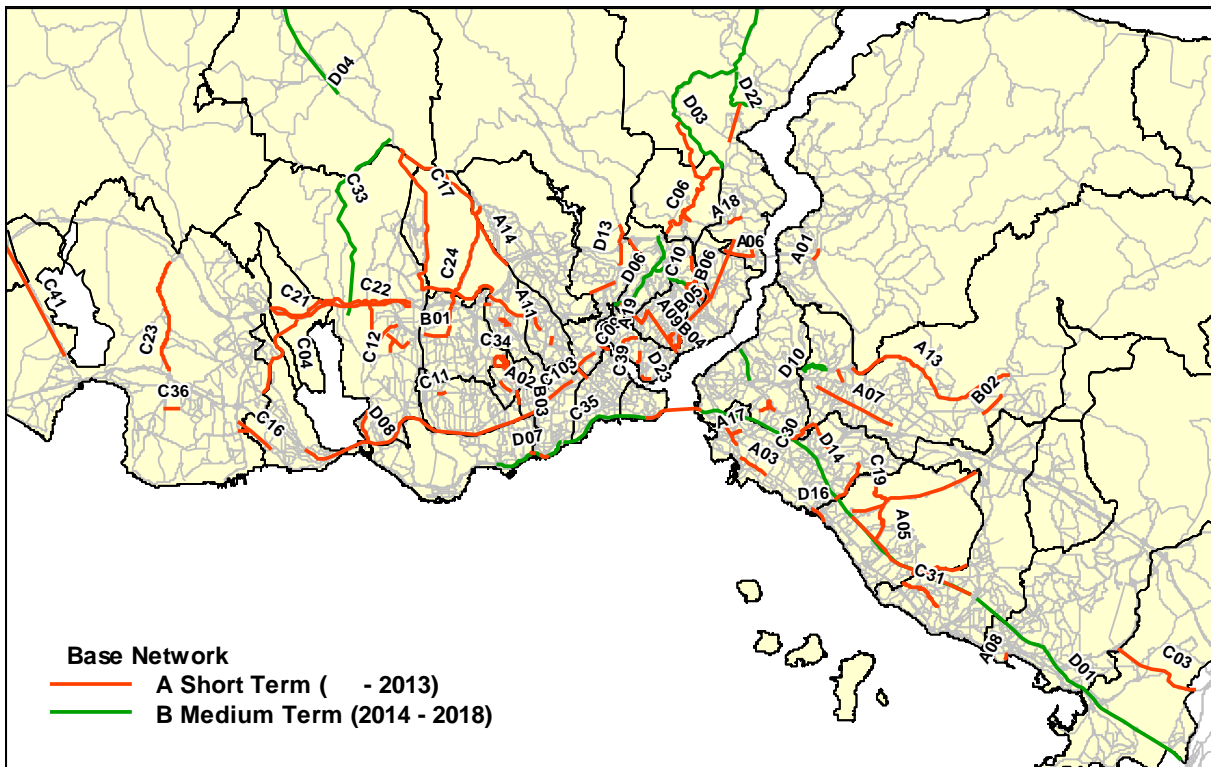 D04
D22
D03
C33
C17
C06
A18
A14
D13
A06
A01
D06
C10
B06
C24
C41
C21
C22
B05
A19
A11
A09
B01
B04
C23
C12
C34
C04
C39
D23
D10
A13
C103
A02
C11
A07
B02
C36
B03
C35
D08
A17
C30
C16
D07
D14
A03
C19
D16
A05
C31
A08
D01
C03
Base Network
A Short Term ( - 2013)
B Medium Term (2014 - 2018)